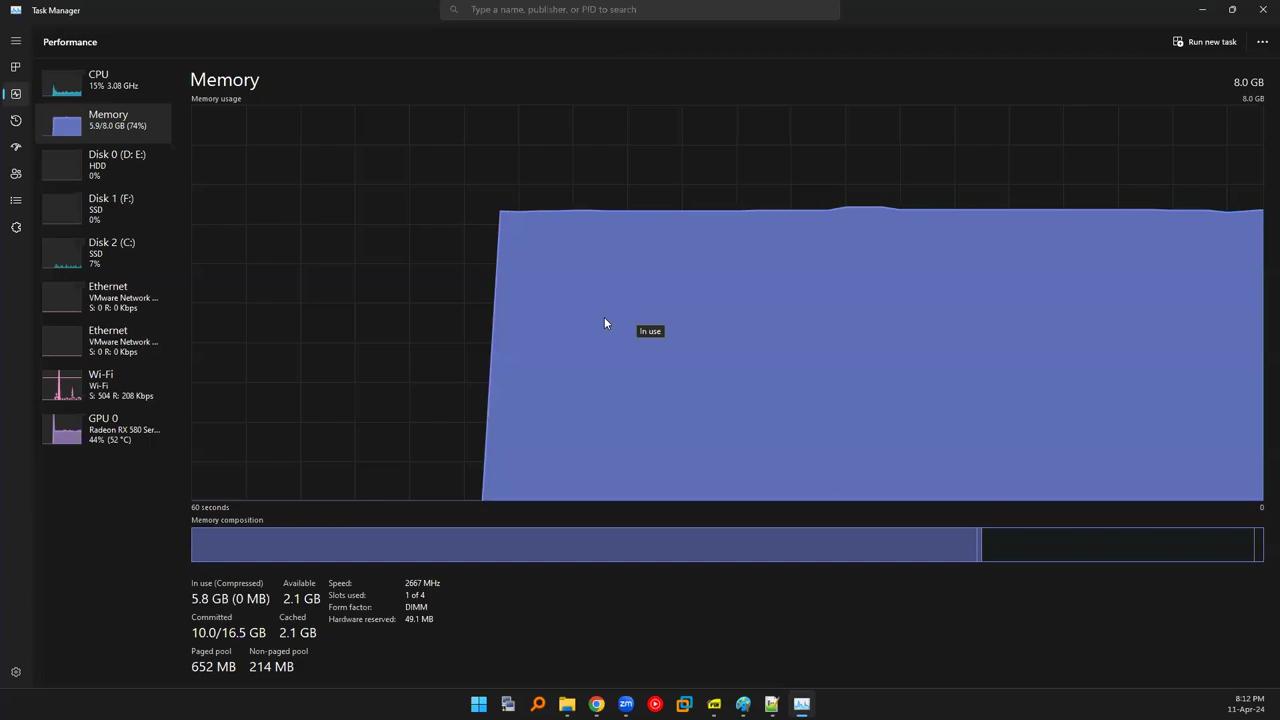 Task Manager
Type a name, publisher, or PID to search
Performance
Run new task
CPU
15% 3.08 GHz
Memory
5.9/8.0 GB (74%)
Disk 0 (D: E:)
HDD
0%
Disk 1 (F:)
SSD
0%
Disk 2 (C:)
SSD
7%
Ethernet
VMware Network ...
S: 0 R: 0 Kbps
Ethernet
VMware Network ...
S: 0 R: 0 Kbps
Wi-Fi
Wi-Fi
S: 504 R: 208 Kbps
GPU 0
Radeon RX 580 Ser...
44% (52 °C)
Memory
8.0 GB
Memory usage
8.0 GB
In use
60 seconds
0
Memory composition
In use (Compressed)
5.8 GB (0 MB)
Available
2.1 GB
Committed
10.0/16.5 GB
Cached
2.1 GB
Paged pool
652 MB
Non-paged pool
214 MB
Speed: 2667 MHz
Slots used: 1 of 4
Form factor: DIMM
Hardware reserved: 49.1 MB
zm
8:12 PM
11-Apr-24